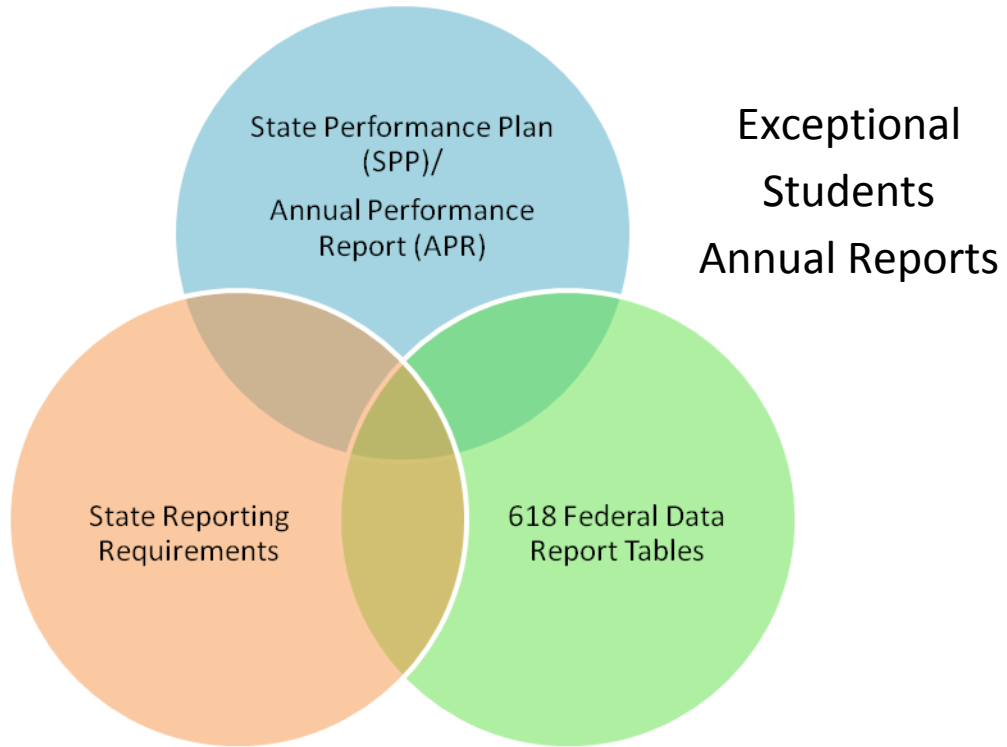 State Performance Plan
(SPP)/
Annual Performance
Report (APR)
Exceptional
Students
Annual Reports
State Reporting
Requirements
618 Federal Data
Report Tables